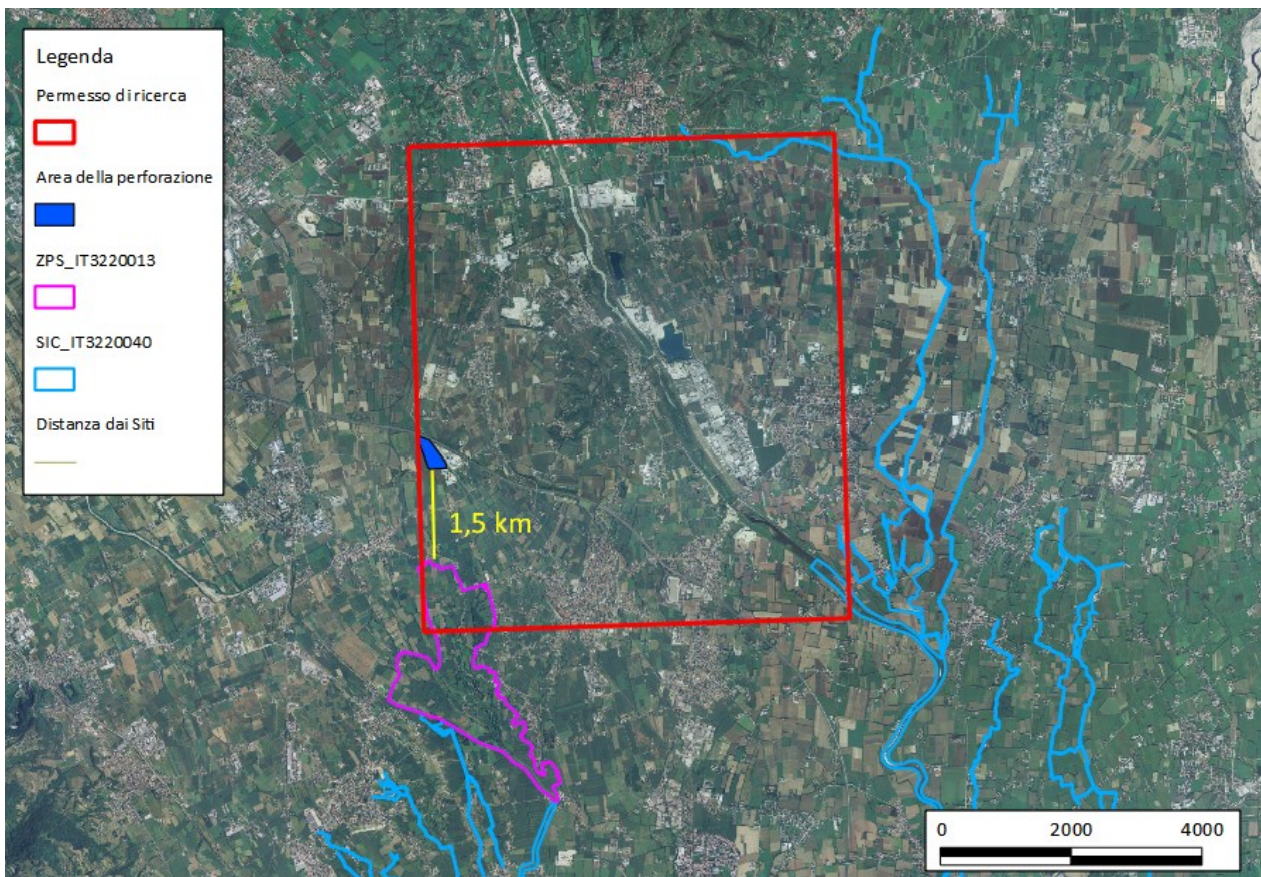 Legenda
Permesso di ricerca
Area della perforazione
ZPS_IT3220013
SIC_IT3220040
Distanza dai Siti
1,5 km
0 2000 4000